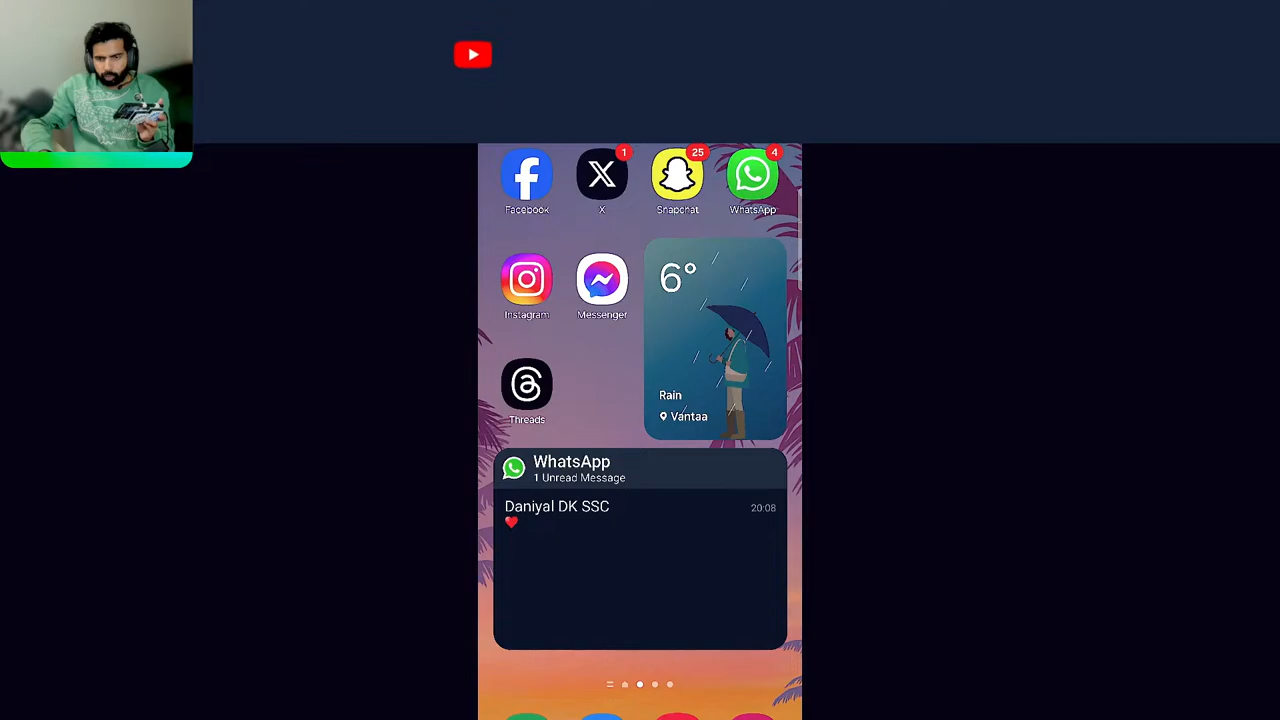 1
25
4
Facebook
X
Snapchat
WhatsApp
Instagram
Messenger
6°
Rain
Vantaa
Threads
WhatsApp
1 Unread Message
Daniyal DK SSC
20:08